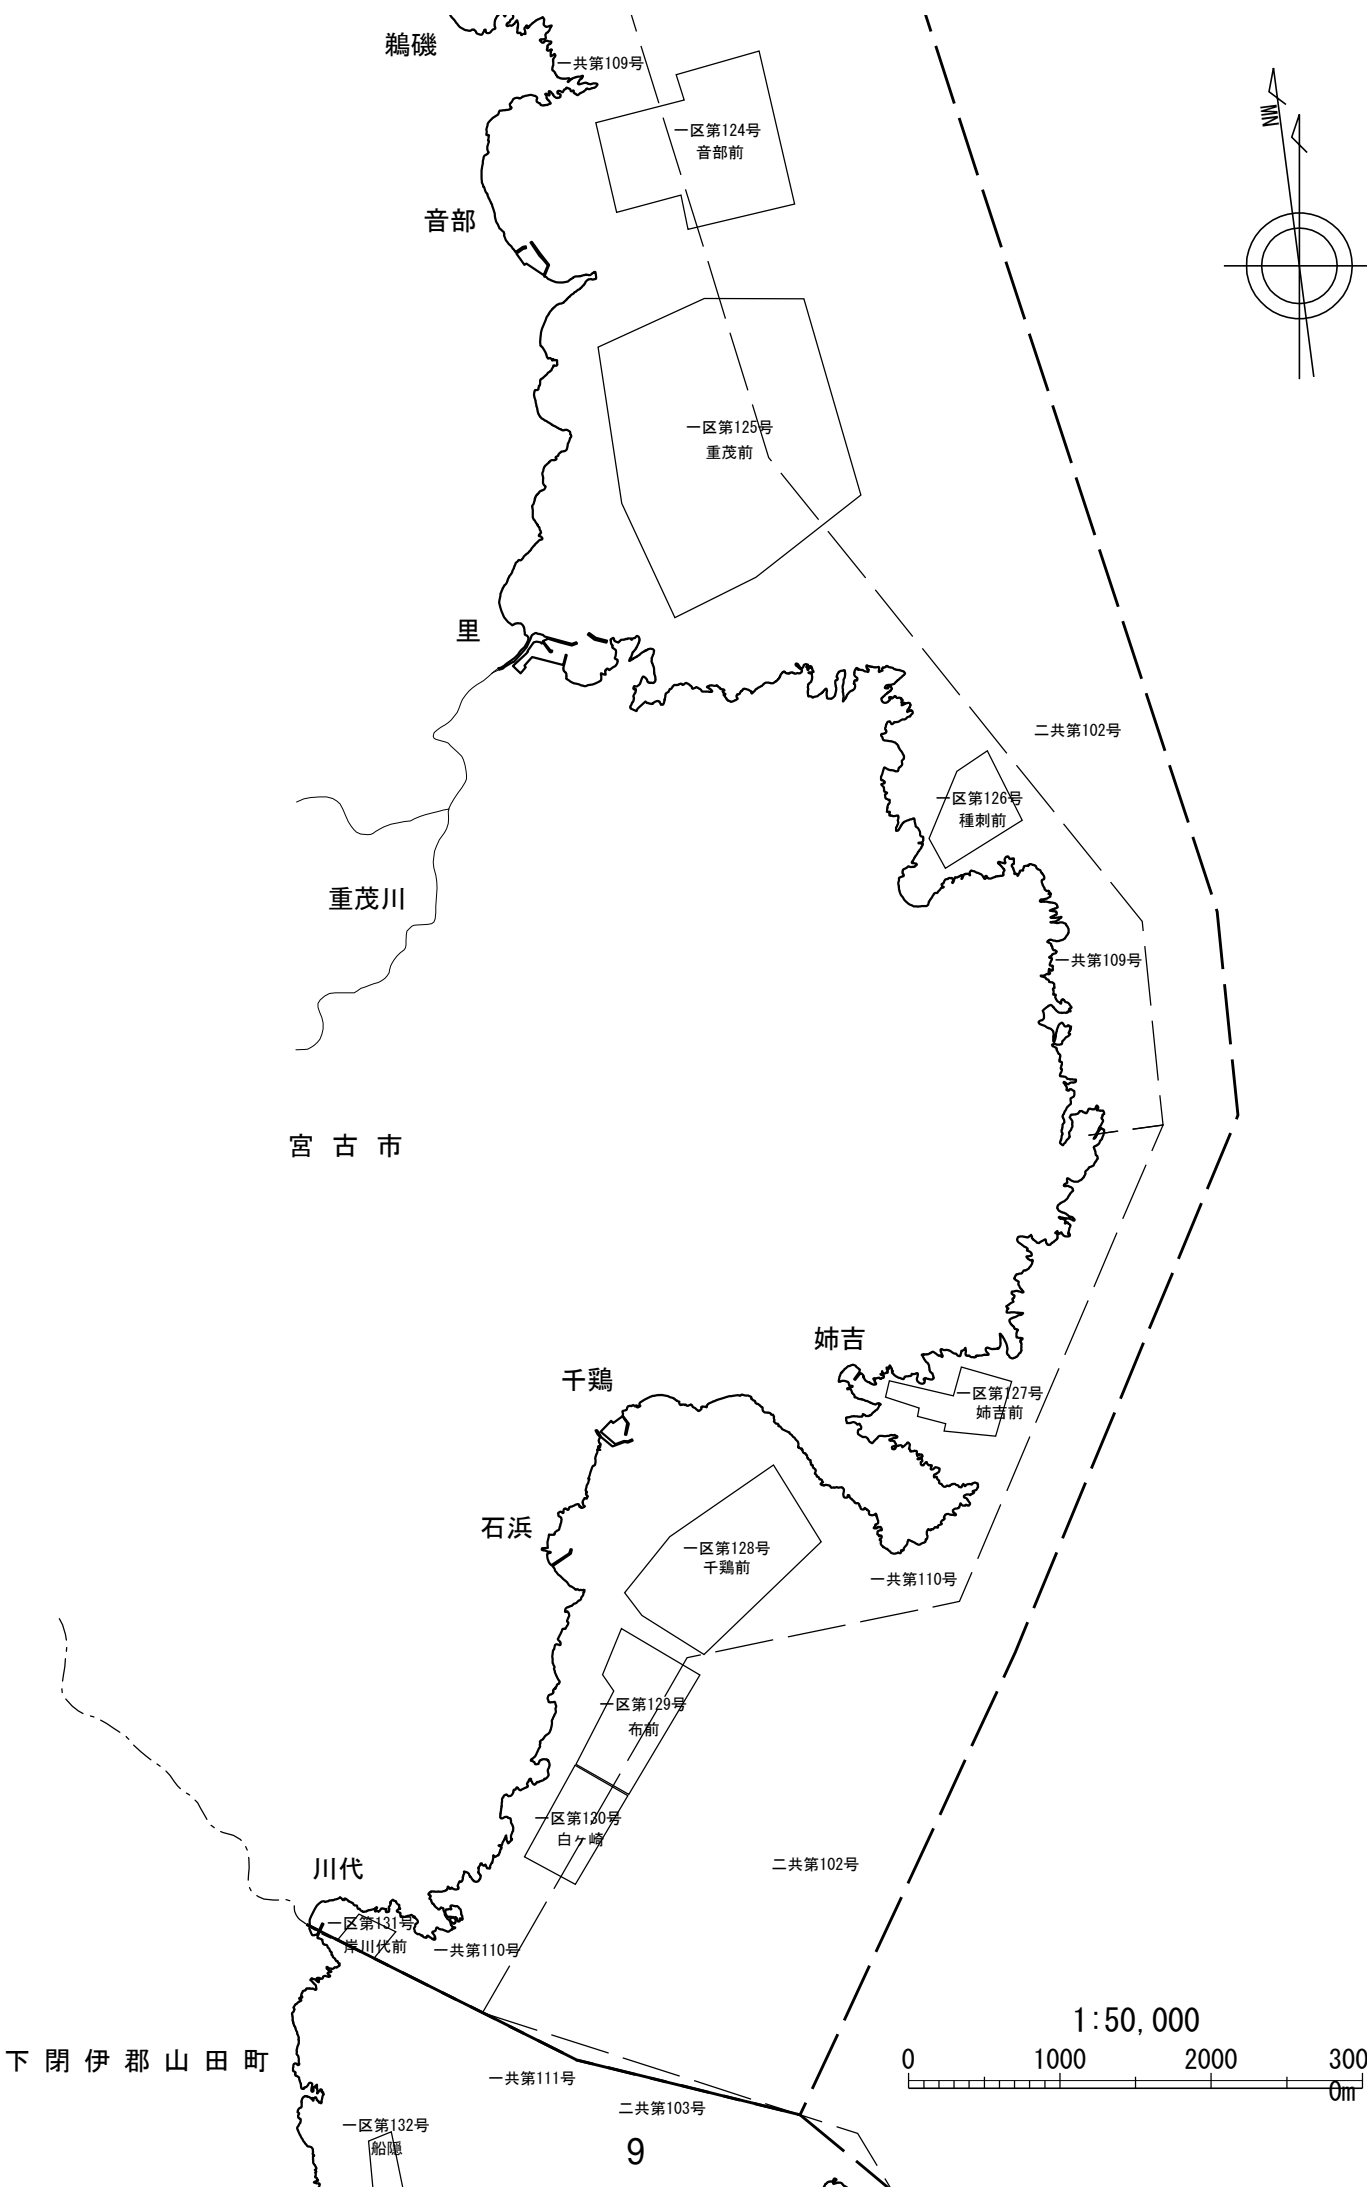 鵜磯
一共第109号
MN
一区第124号
音部前
音部
一区第125号
重茂前
里
二共第102号
一区第126号
種刺前
重茂川
一共第109号
宮古市
姉吉
千鶏
一区第127号
姉吉前
石浜
一区第128号
千鶏前
一共第110号
一区第129号
布前
一区第130号
白ヶ崎
二共第102号
川代
一区第131号
岸川代前
一共第110号
1:50,000
下閉伊郡山田町
0 1000 2000 300
0m
一共第111号
二共第103号
一区第132号
船隠
9